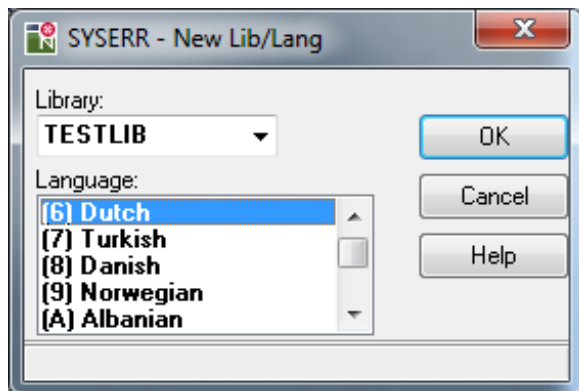 SYSERR - New Lib/Lang
Library:
TESTLIB
OK
Language:
Cancel
(6) Dutch
(7) Turkish
Help
(8) Danish
(9) Norwegian
(A) Albanian